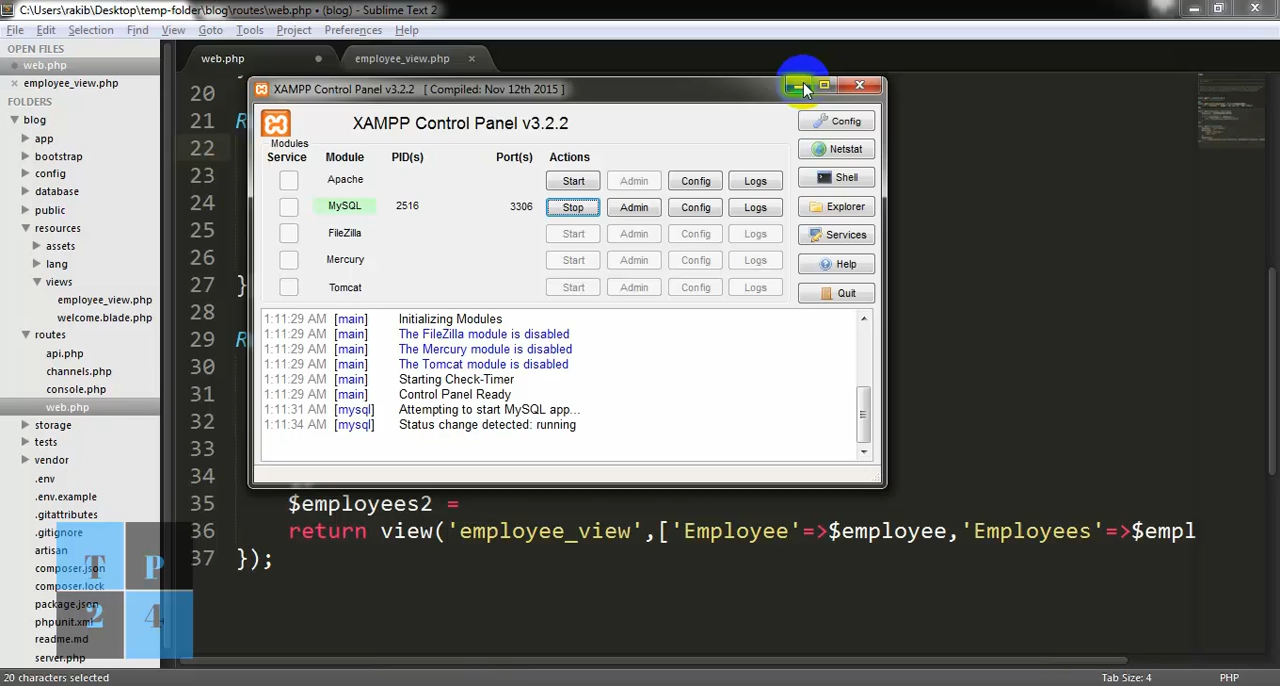 C:\Users\rakib\Desktop\temp-folder\blog\routes\web.php • (blog) - Sublime Text 2
File Edit Selection Find View Goto Tools Project Preferences Help
OPEN FILES
web.php
employee_view.php
FOLDERS
blog
app
bootstrap
config
database
public
resources
assets
lang
views
employee_view.php
welcome.blade.php
routes
api.php
channels.php
console.php
web.php
storage
tests
vendor
.env
.env.example
.gitattributes
.gitignore
artisan
composer.json
composer.lock
package.json
phpunit.xml
readme.md
server.php
web.php
employee_view.php
20
21 R
22
23
24
25
26
27 }
28
29 R
30
31
32
33
34
35 $employees2 =
36 return view('employee_view',['Employee'=>$employee,'Employees'=>$empl
37 });
XAMPP Control Panel v3.2.2 [ Compiled: Nov 12th 2015 ]
XAMPP Control Panel v3.2.2
Modules
Service Module PID(s) Port(s) Actions
Apache Start Admin Config Logs
MySQL 2516 3306 Stop Admin Config Logs
FileZilla Start Admin Config Logs
Mercury Start Admin Config Logs
Tomcat Start Admin Config Logs
Config
Netstat
Shell
Explorer
Services
Help
Quit
1:11:29 AM [main] Initializing Modules
1:11:29 AM [main] The FileZilla module is disabled
1:11:29 AM [main] The Mercury module is disabled
1:11:29 AM [main] The Tomcat module is disabled
1:11:29 AM [main] Starting Check-Timer
1:11:29 AM [main] Control Panel Ready
1:11:31 AM [mysql] Attempting to start MySQL app...
1:11:34 AM [mysql] Status change detected: running
T P
2 4
20 characters selected
Tab Size: 4
PHP